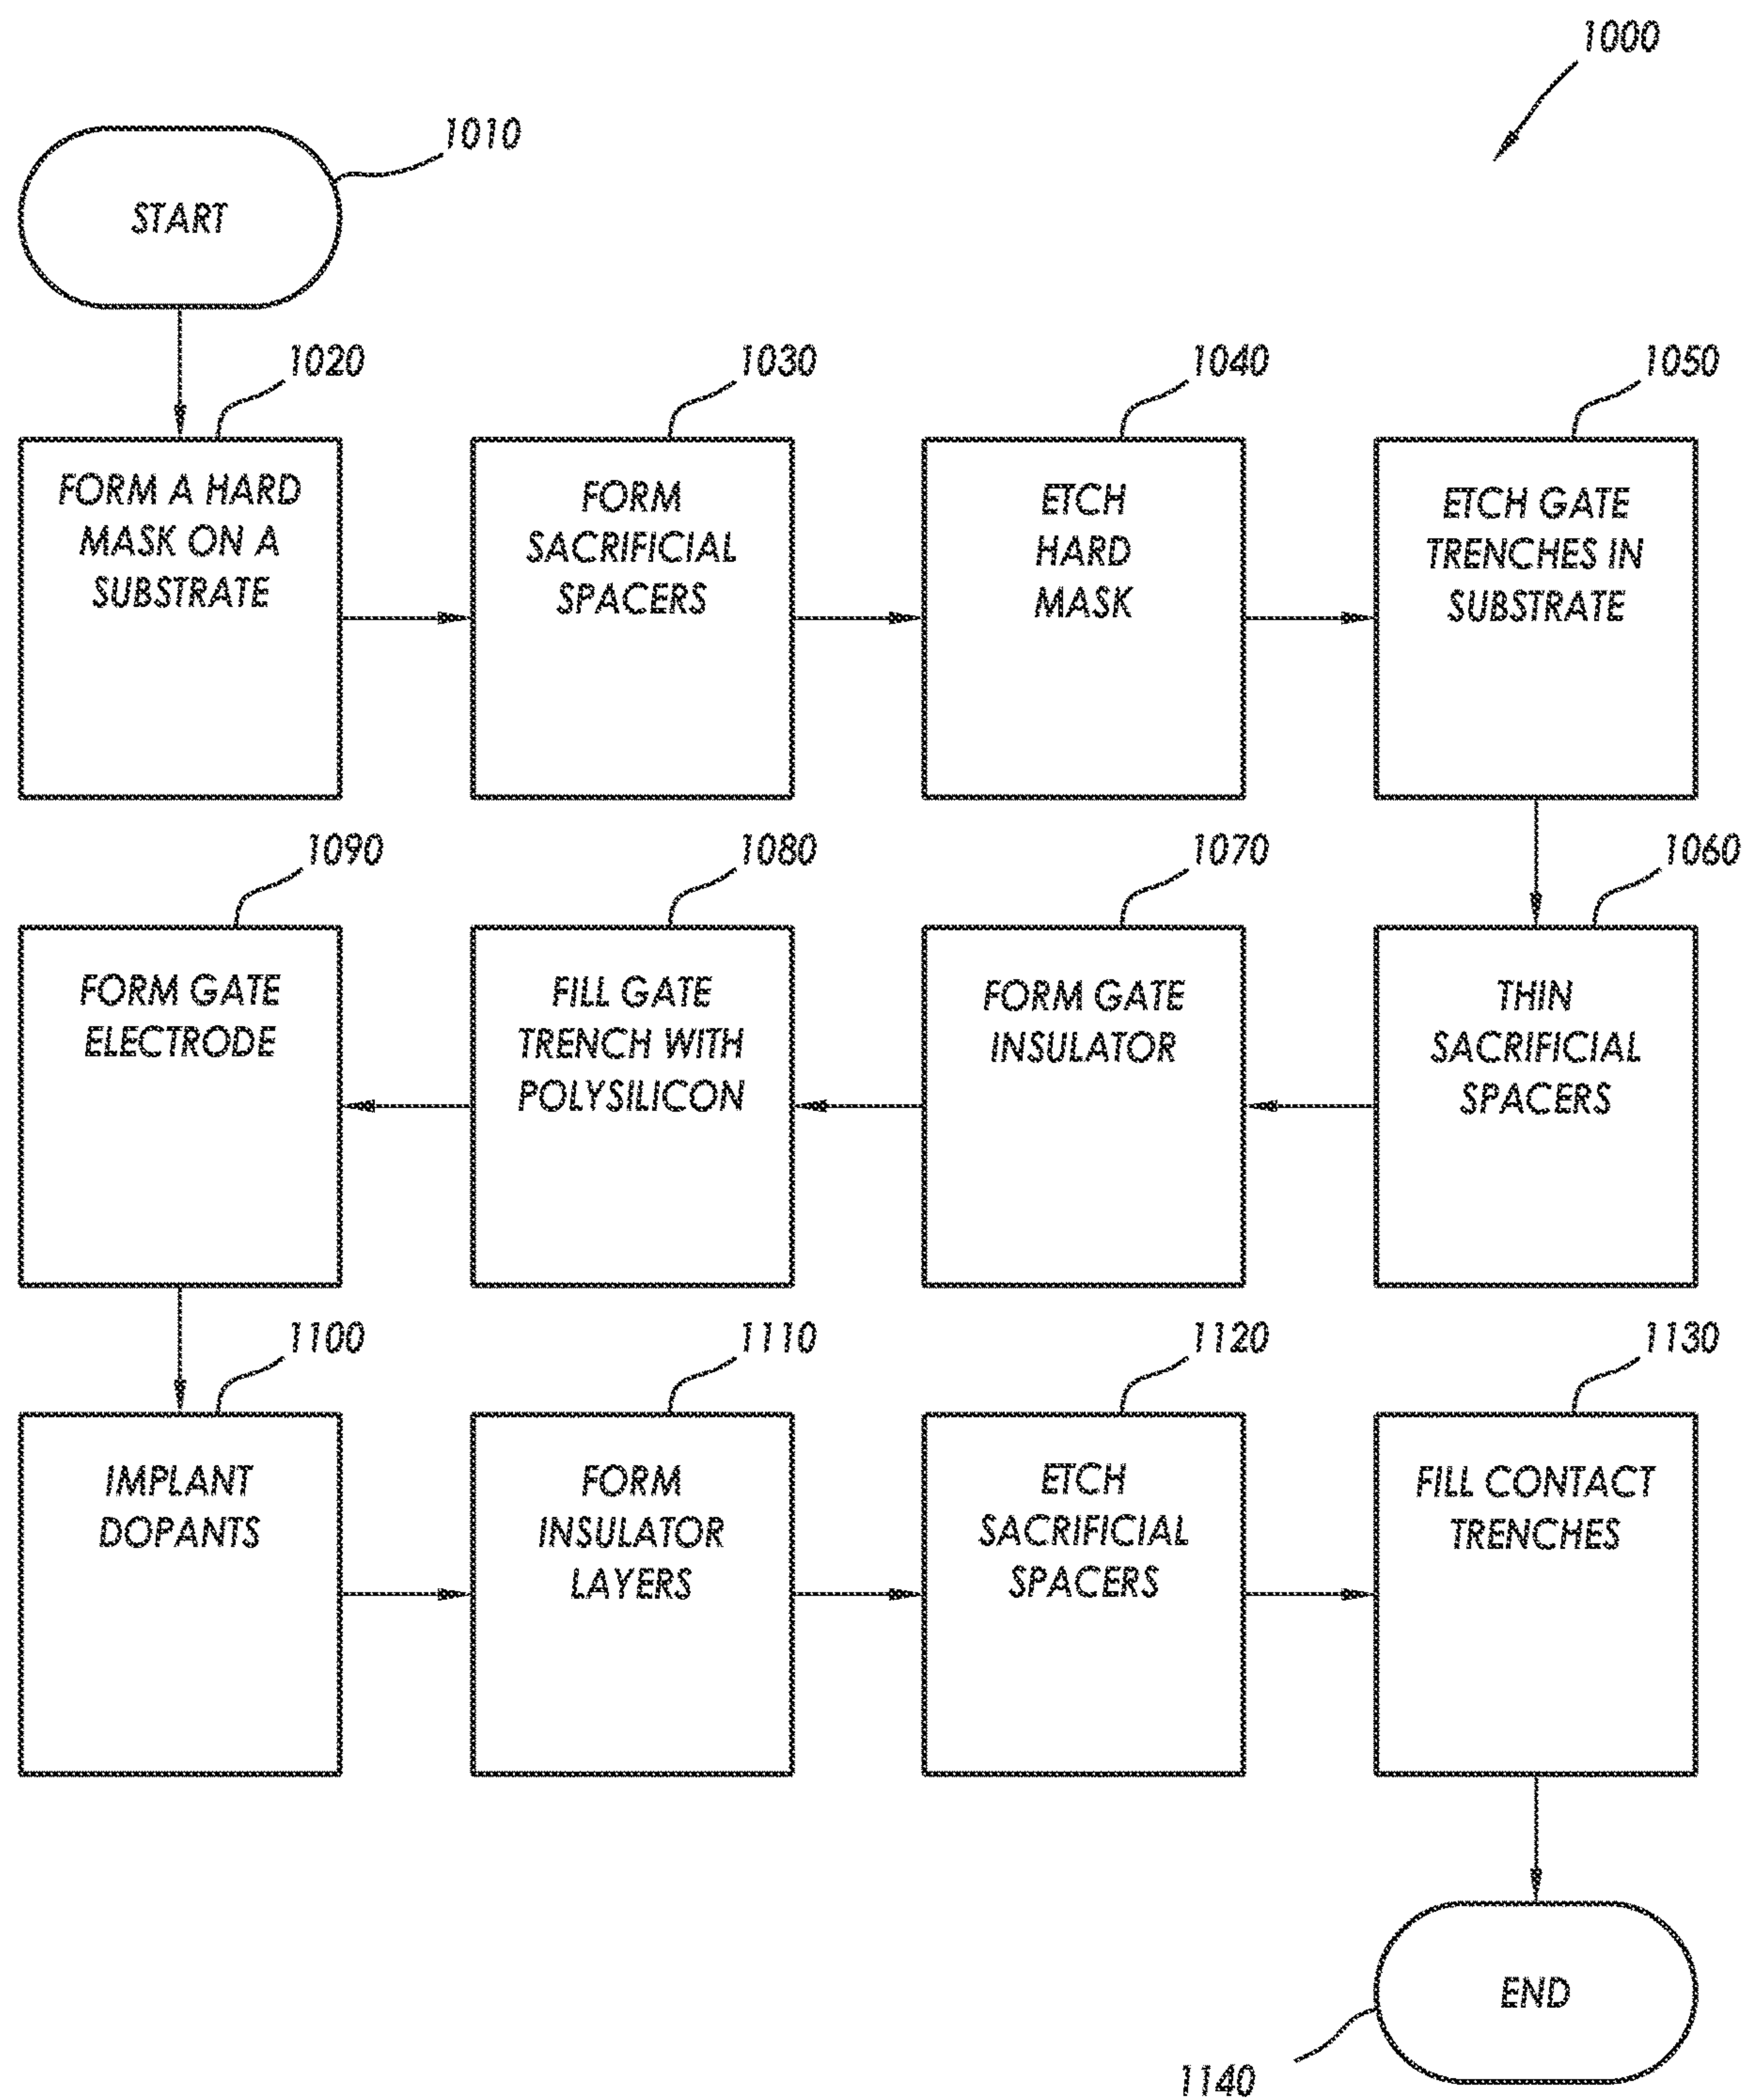 1000
1010
START
1020
FORM A HARD
MASK ON A
SUBSTRATE
1030
FORM
SACRIFICIAL
SPACERS
1040
ETCH
HARD
MASK
1050
ETCH GATE
TRENCHES IN
SUBSTRATE
1060
THIN
SACRIFICIAL
SPACERS
1070
FORM GATE
INSULATOR
1080
FILL GATE
TRENCH WITH
POLYSILICON
1090
FORM GATE
ELECTRODE
1100
IMPLANT
DOPANTS
1110
FORM
INSULATOR
LAYERS
1120
ETCH
SACRIFICIAL
SPACERS
1130
FILL CONTACT
TRENCHES
END
1140